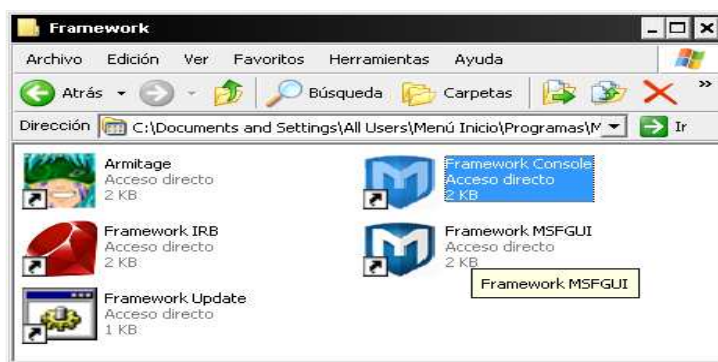 Framework
Archivo Edición Ver Favoritos Herramientas Ayuda
Atrás Búsqueda Carpetas »
Dirección C:\Documents and Settings\All Users\Menú Inicio\Programas\M Ir
Armitage
Acceso directo
2 KB
Framework Console
Acceso directo
2 KB
Framework IRB
Acceso directo
2 KB
Framework MSFGUI
Acceso directo
2 KB
Framework MSFGUI
Framework Update
Acceso directo
1 KB